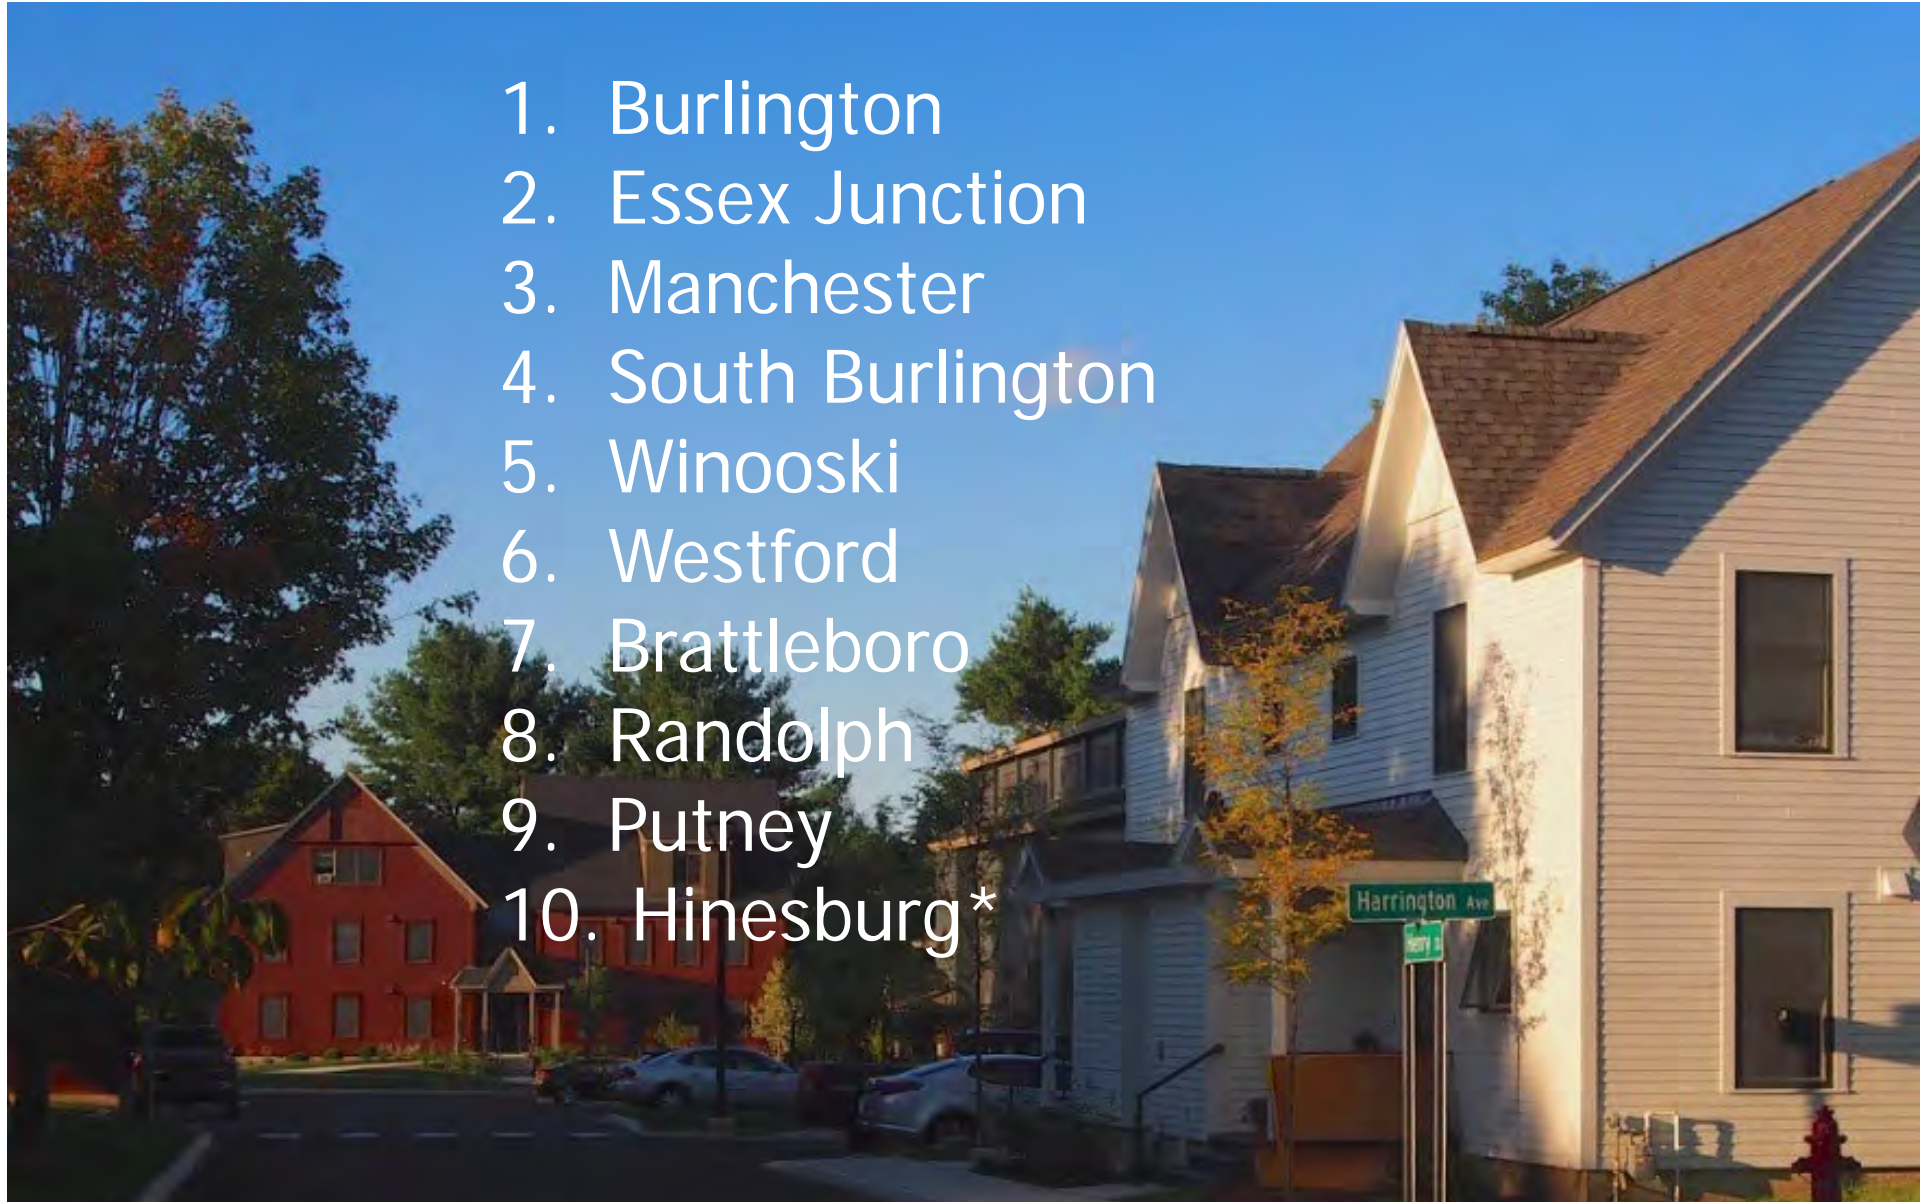 1. Burlington
2. Essex Junction
3. Manchester
4. South Burlington
5. Winooski
6. Westford
7. Brattleboro
8. Randolph
9. Putney
10. Hinesburg*
Harrington Ave
Henry